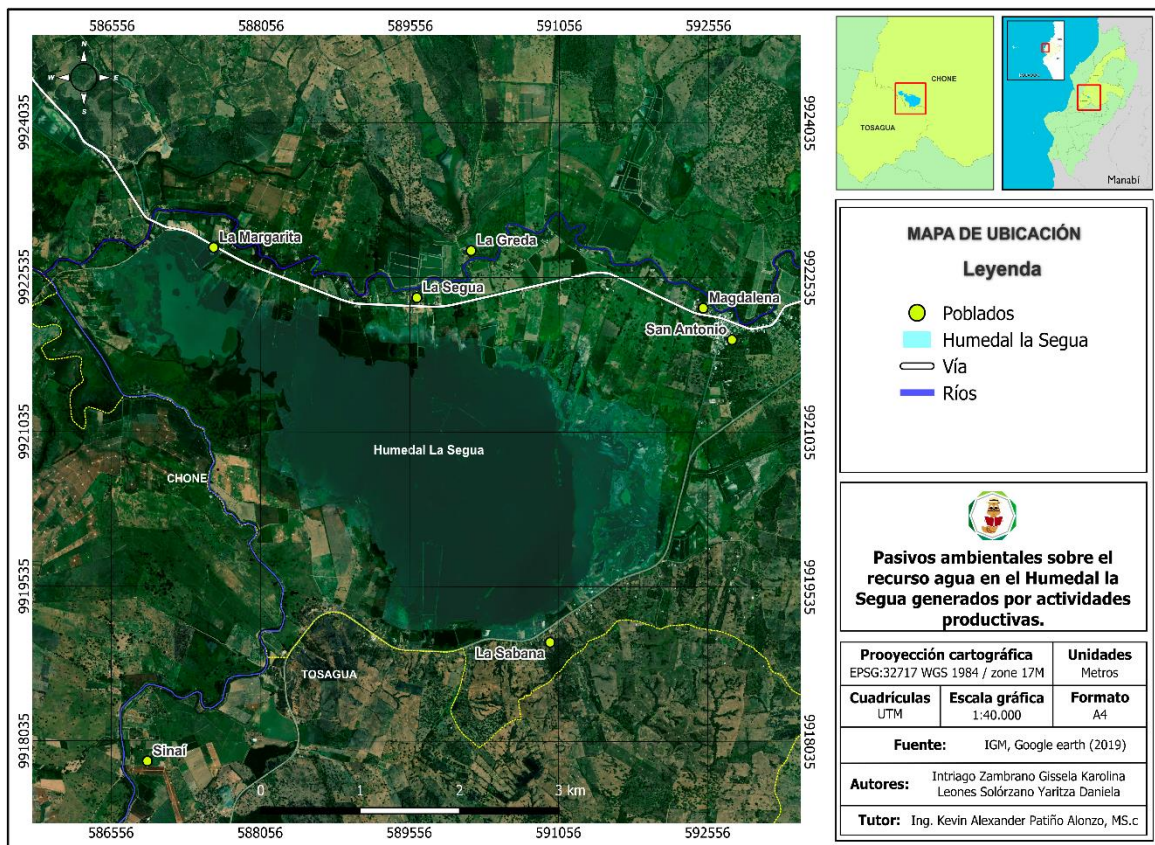 586556
588056
589556
591056
592556
N
W
E
S
9924035
9922535
9921035
9919535
9918035
9924035
9922535
9921035
9919535
9918035
La Margarita
La Greda
La Segua
Magdalena
San Antonio
Humedal La Segua
CHONE
La Sabana
TOSAGUA
Sinaí
0
1
2
3 km
586556
588056
589556
591056
592556
CHONE
TOSAGUA
Manabí
MAPA DE UBICACIÓN
Leyenda
Poblados
Humedal la Segua
Vía
Ríos
Pasivos ambientales sobre el
recurso agua en el Humedal la
Segua generados por actividades
productivas.
Prooyección cartográfica
EPSG:32717 WGS 1984 / zone 17M
Unidades
Metros
Cuadrículas
UTM
Escala gráfica
1:40.000
Formato
A4
Fuente: IGM, Google earth (2019)
Autores: Intriago Zambrano Gissela Karolina
Leones Solórzano Yaritza Daniela
Tutor: Ing. Kevin Alexander Patiño Alonzo, MS.c